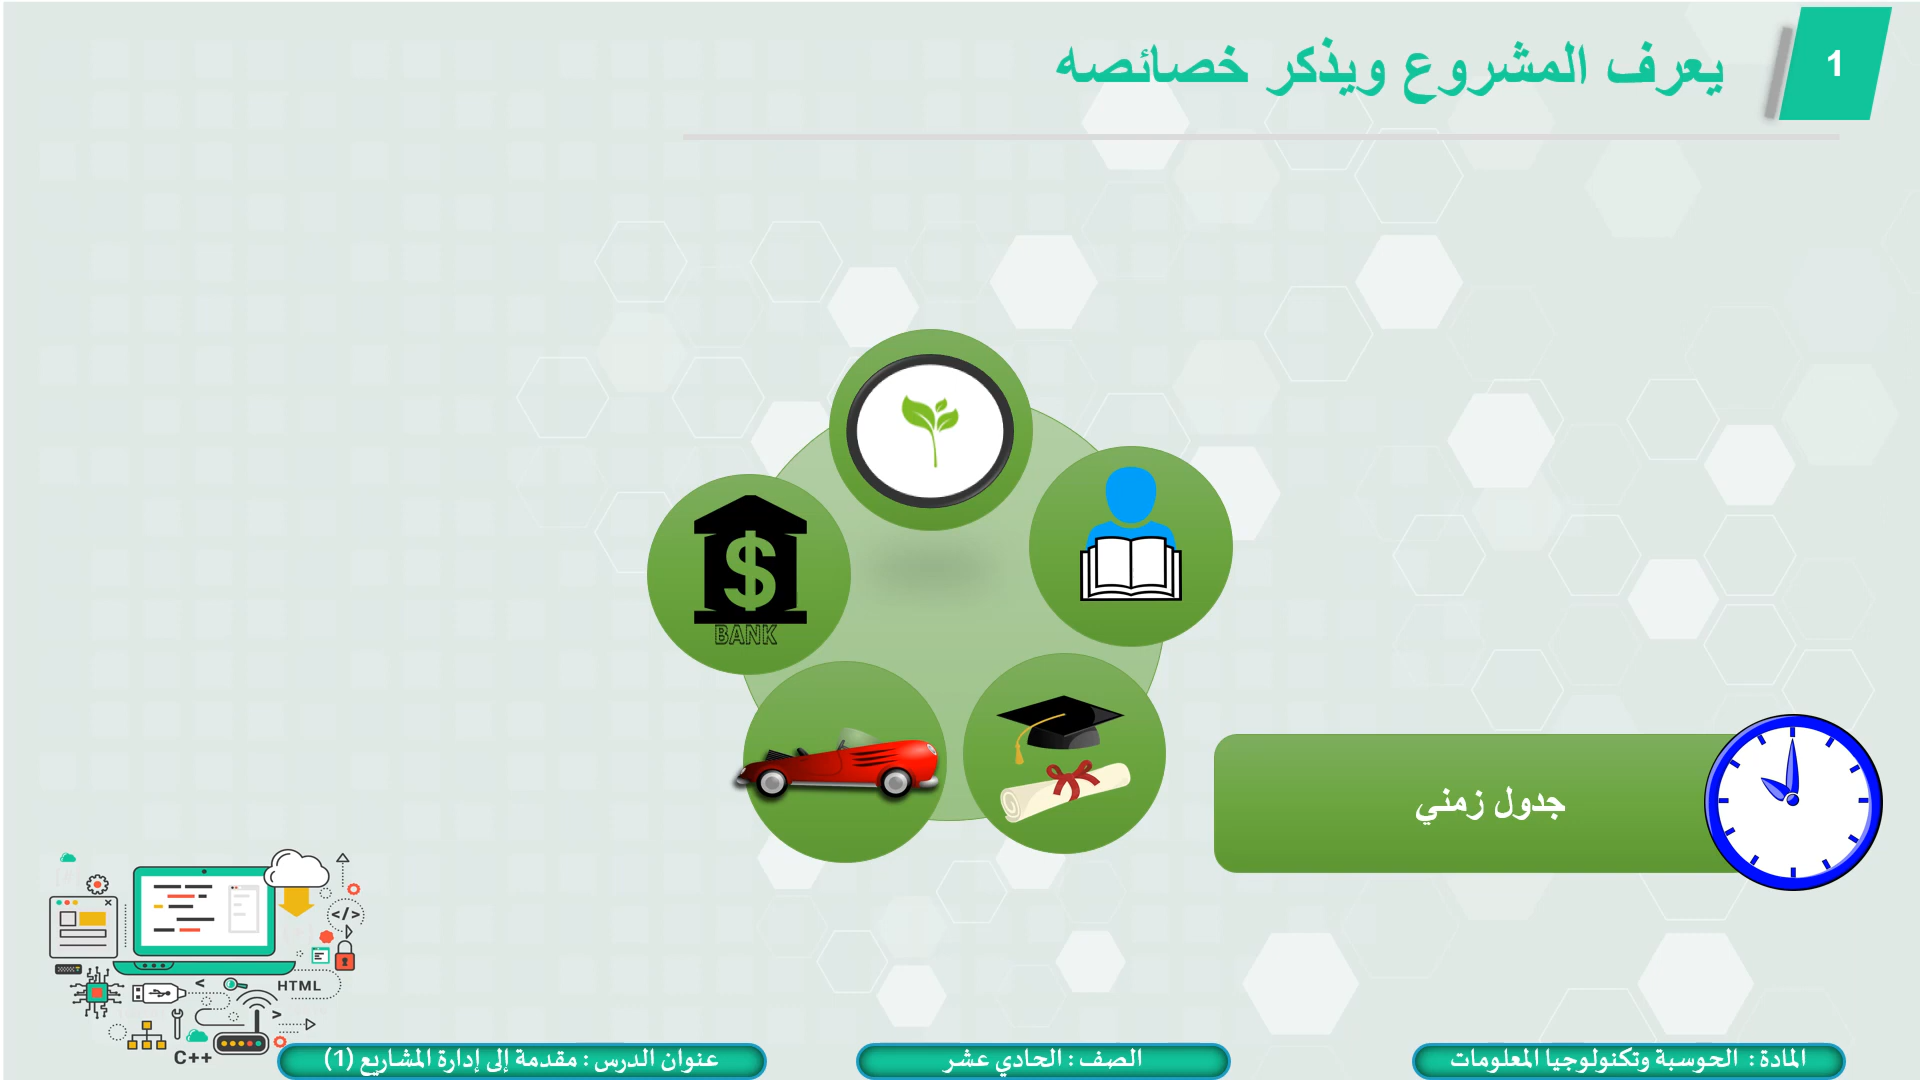 1
يعرف المشروع ويذكر خصائصه
$
BANK
جدول زمني
</>
HTML
C++
المادة : الحوسبة وتكنولوجيا المعلومات
الصف : الحادي عشر
عنوان الدرس : مقدمة إلى إدارة المشاريع (1)